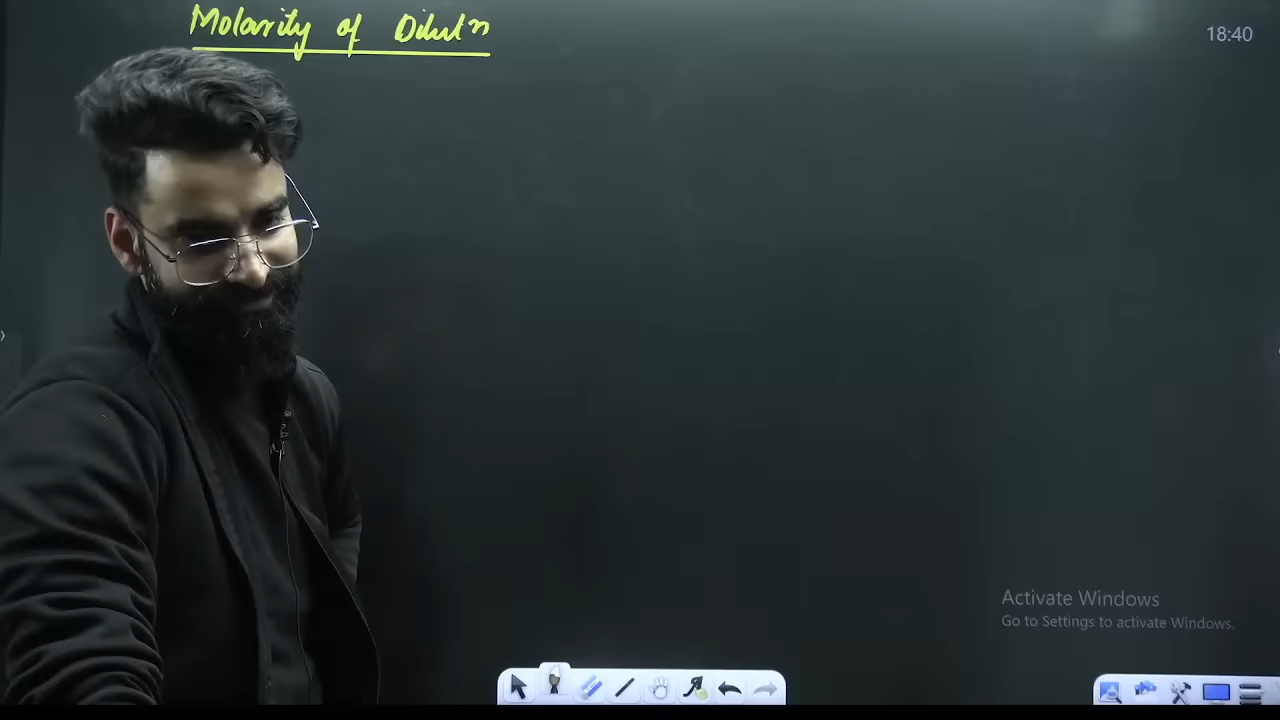 Molarity of Dilutn
18:40
Activate Windows
Go to Settings to activate Windows.